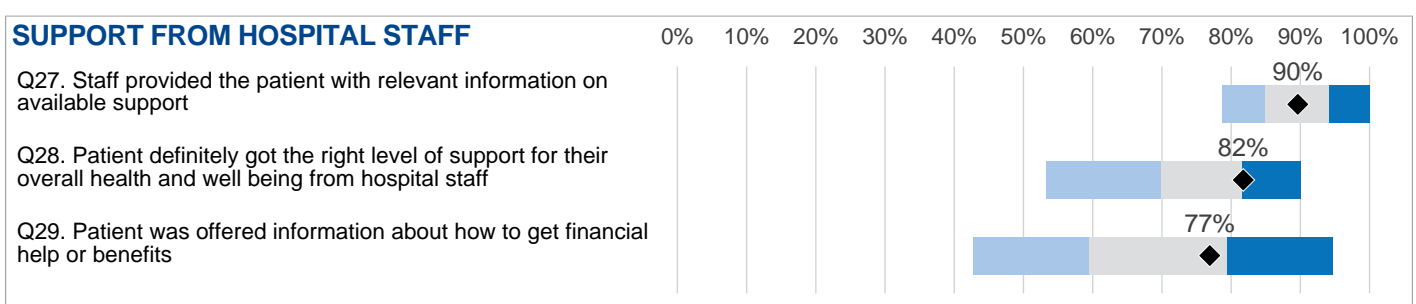 SUPPORT FROM HOSPITAL STAFF 0% 10% 20% 30% 40% 50% 60% 70% 80% 90% 100%
Q27. Staff provided the patient with relevant information on
available support
90%
Q28. Patient definitely got the right level of support for their
overall health and well being from hospital staff
82%
Q29. Patient was offered information about how to get financial
help or benefits
77%